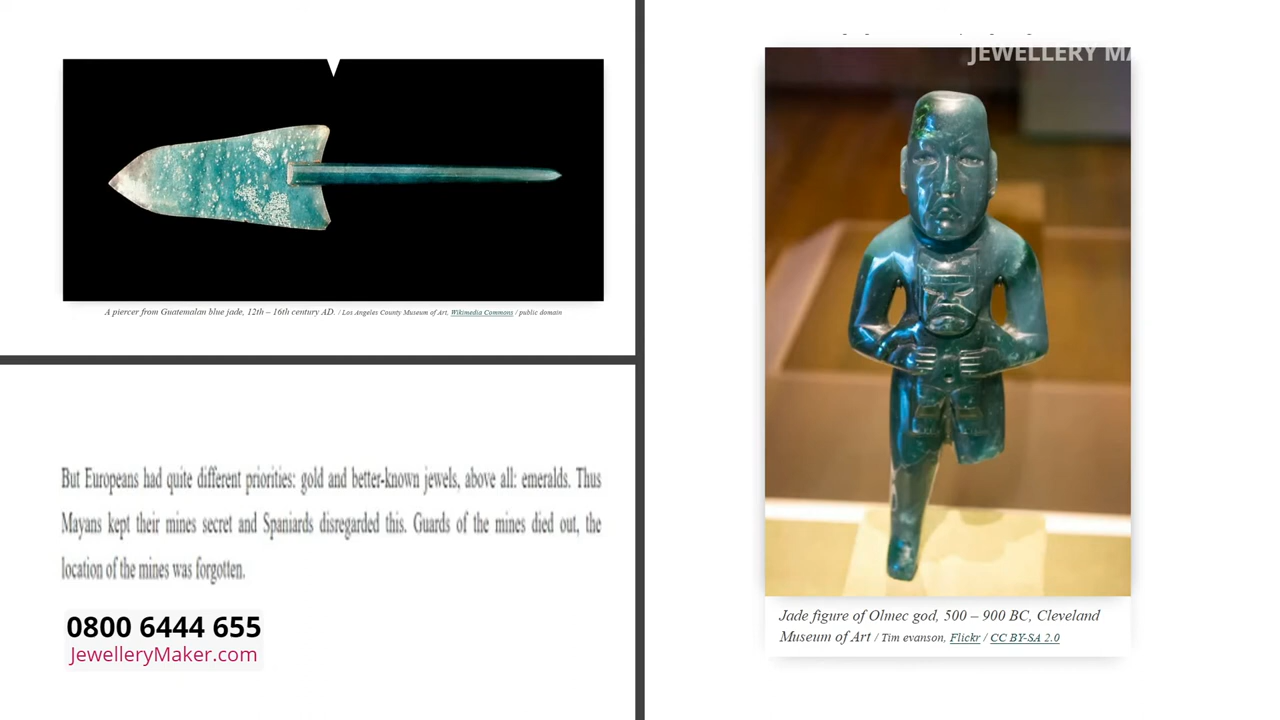 A piercer from Guatemalan blue jade, 12th – 16th century AD. / Los Angeles County Museum of Art, Wikimedia Commons / public domain
But Europeans had quite different priorities: gold and better-known jewels, above all: emeralds. Thus
Mayans kept their mines secret and Spaniards disregarded this. Guards of the mines died out, the
location of the mines was forgotten.
0800 6444 655
JewelleryMaker.com
JEWELLERY MA
Jade figure of Olmec god, 500 – 900 BC, Cleveland
Museum of Art / Tim evanson, Flickr / CC BY-SA 2.0